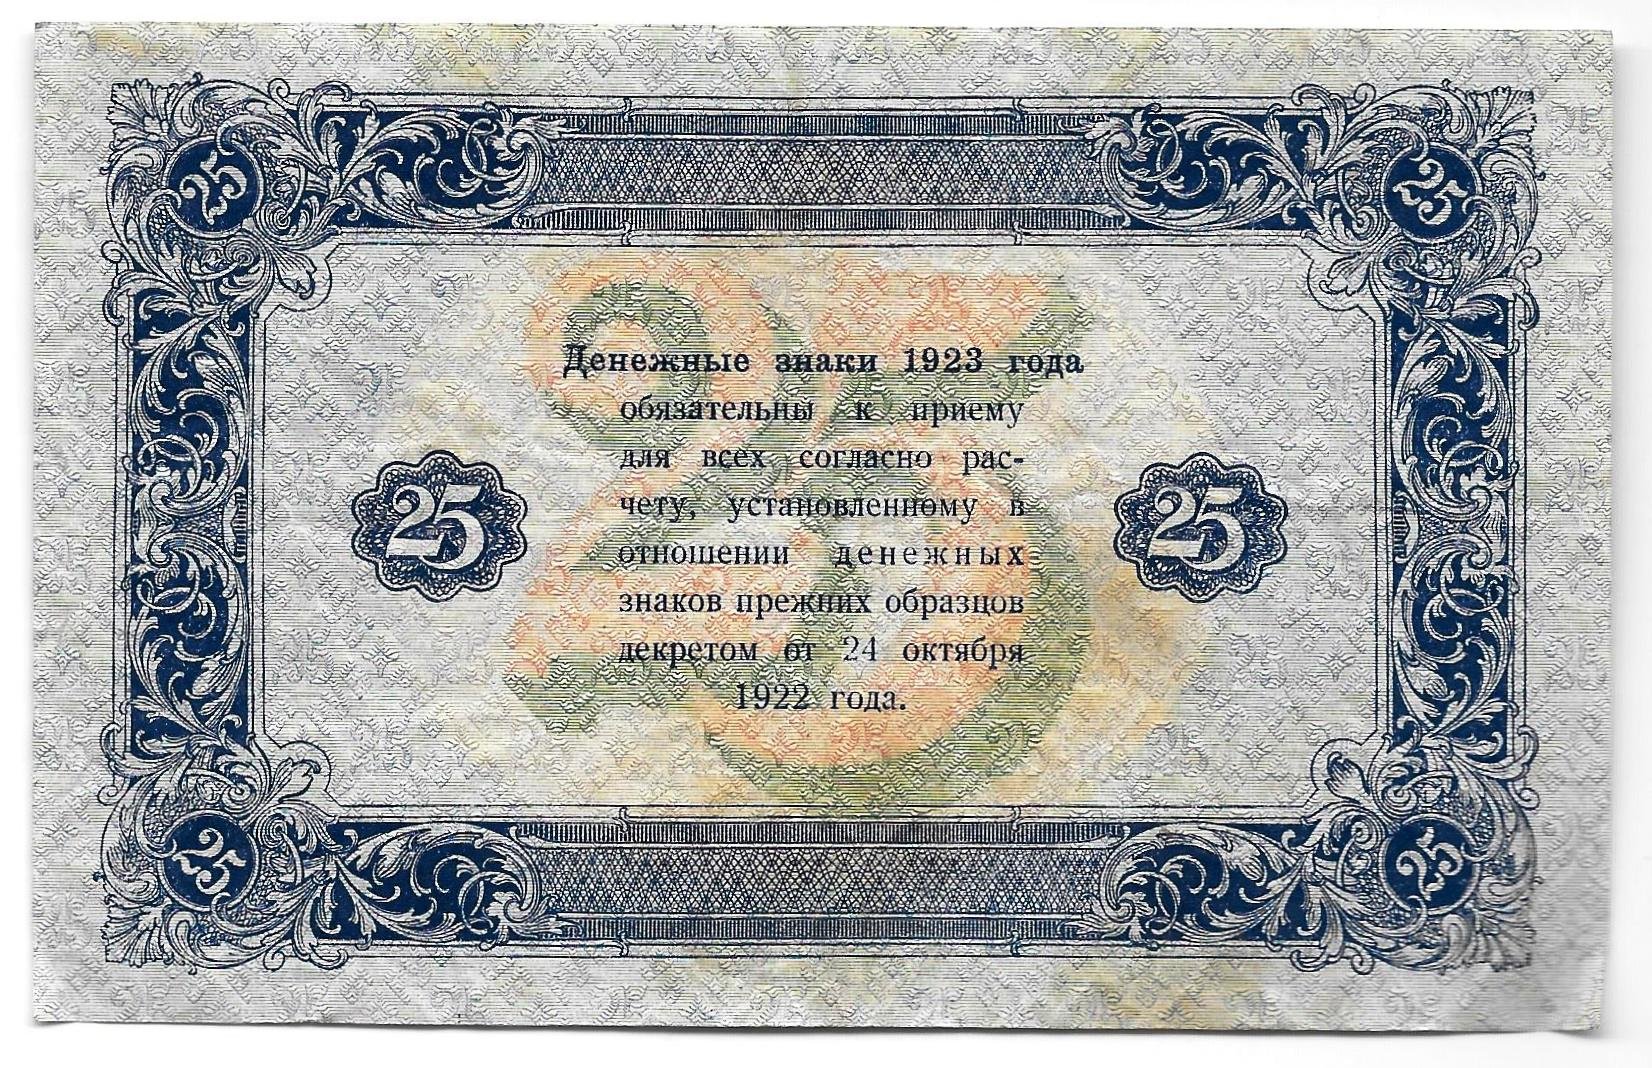 25 25
25
Денежные знаки 1923 года
обязательны к приему
для всех согласно рас-
чету, установленному в
отношении денежных
знаков прежних образцов
декретом от 24 октября
1922 года.
25 25
25 25